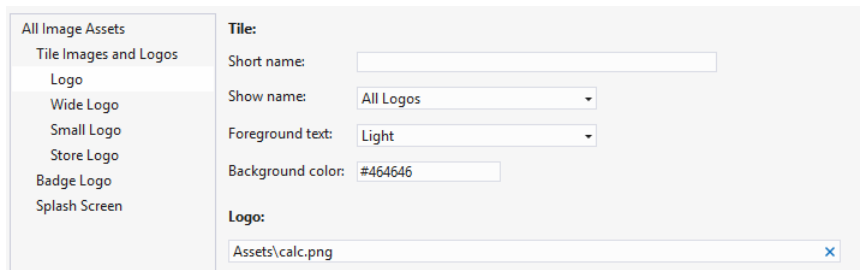 All Image Assets
Tile Images and Logos
Logo
Wide Logo
Small Logo
Store Logo
Badge Logo
Splash Screen
Tile:
Short name:
Show name: All Logos
Foreground text: Light
Background color: #464646
Logo:
Assets\calc.png